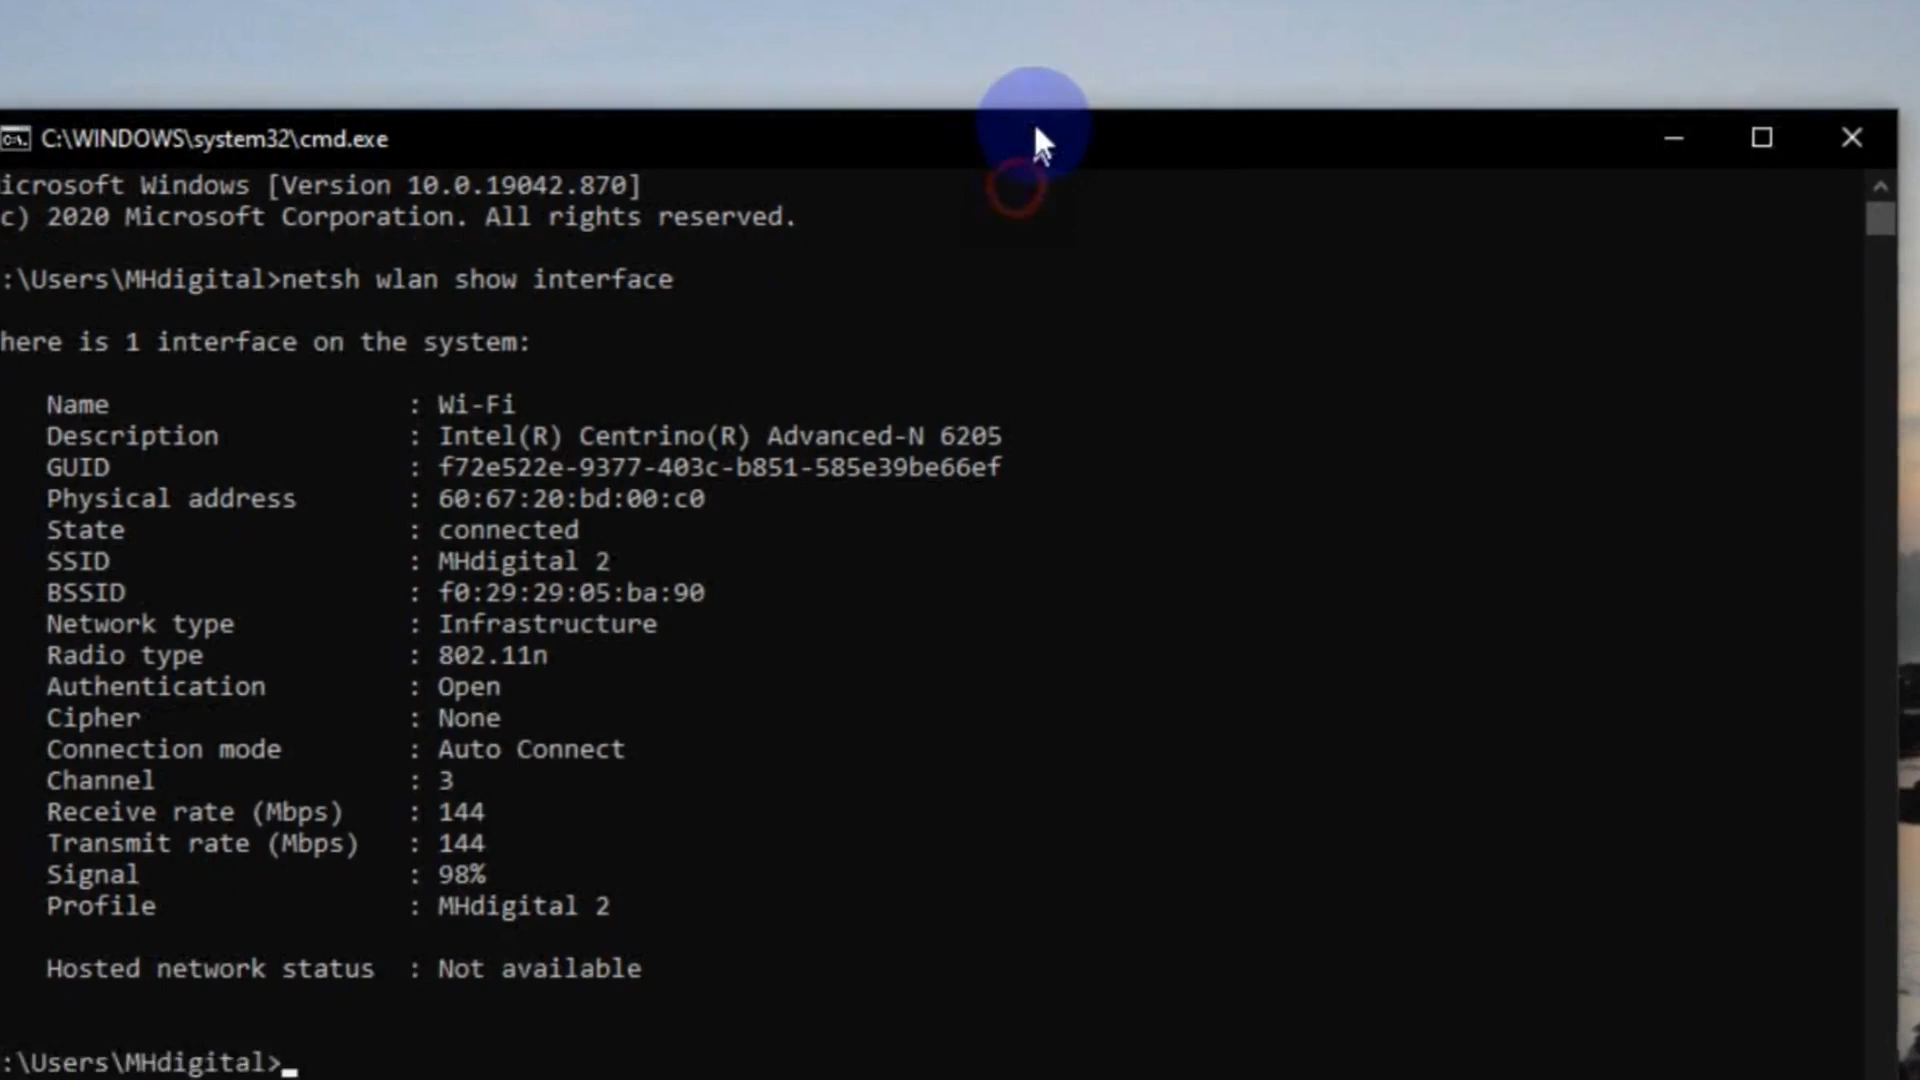 C:\WINDOWS\system32\cmd.exe
icrosoft Windows [Version 10.0.19042.870]
c) 2020 Microsoft Corporation. All rights reserved.
:\Users\MHdigital>netsh wlan show interface
here is 1 interface on the system:
Name : Wi-Fi
Description : Intel(R) Centrino(R) Advanced-N 6205
GUID : f72e522e-9377-403c-b851-585e39be66ef
Physical address : 60:67:20:bd:00:c0
State : connected
SSID : MHdigital 2
BSSID : f0:29:29:05:ba:90
Network type : Infrastructure
Radio type : 802.11n
Authentication : Open
Cipher : None
Connection mode : Auto Connect
Channel : 3
Receive rate (Mbps) : 144
Transmit rate (Mbps) : 144
Signal : 98%
Profile : MHdigital 2
Hosted network status : Not available
:\Users\MHdigital>